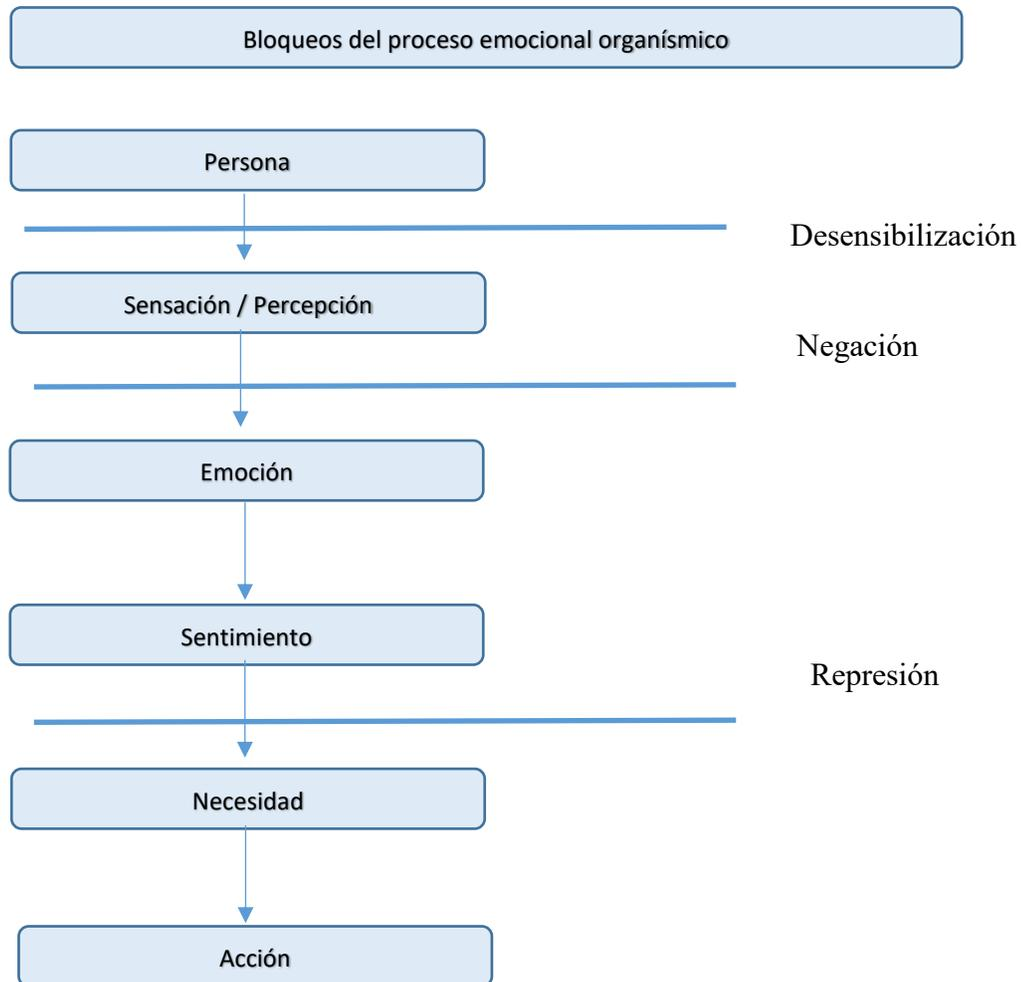 Bloqueos del proceso emocional organísmico
Persona
Desensibilización
Sensación / Percepción
Negación
Emoción
Sentimiento
Represión
Necesidad
Acción